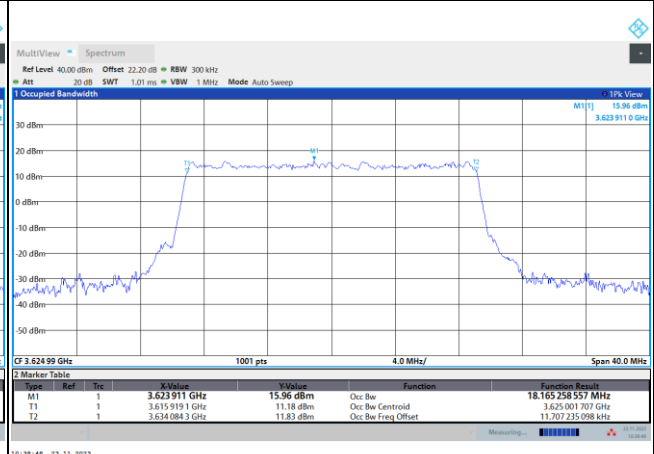 MultiView Spectrum
Ref Level 40.00 dBm Offset 22.20 dB RBW 300 kHz
Att 20 dB SWT 1.01 ms VBW 1 MHz Mode Auto Sweep
1 Occupied Bandwidth 1Pk View
M1[1] 15.96 dBm
3.623 911 0 GHz
30 dBm
20 dBm
M1
T1
T2
10 dBm
0 dBm
-10 dBm
-20 dBm
-30 dBm
-40 dBm
-50 dBm
CF 3.624 99 GHz 1001 pts 4.0 MHz/ Span 40.0 MHz
2 Marker Table
Type Ref Trc X-Value Y-Value Function Function Result
M1 1 3.623 911 GHz 15.96 dBm Occ Bw 18.165 258 557 MHz
T1 1 3.615 919 1 GHz 11.18 dBm Occ Bw Centroid 3.625 001 707 GHz
T2 1 3.634 084 3 GHz 11.83 dBm Occ Bw Freq Offset 11.707 235 098 kHz
Measuring...